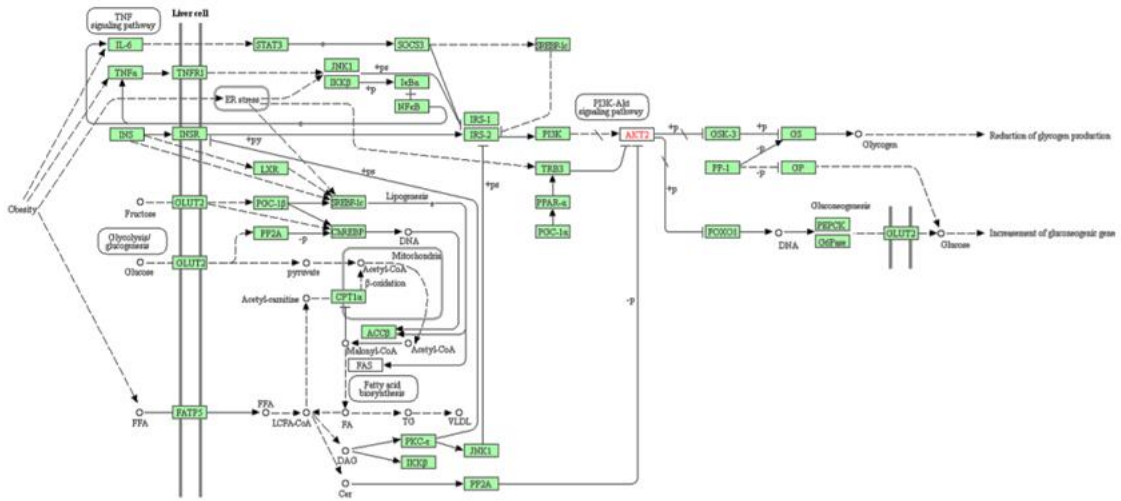 TNF
signaling pathway
Liver cell
IL-6
STAT3
SOCS3
SREBP-1c
TNFα
TNFR1
JNK1
IKKβ
+ps
+p
IκBα
NFκB
ER stress
PI3K-Akt
signaling pathway
IRS-1
IRS-2
INS
INSR
+py
PI3K
AKT2
+p
GSK-3
+p
GS
Glycogen
Reduction of glycogen production
-p
PP-1
-p
GP
+ps
LXR
+ps
TRB3
+p
Obesity
Fructose
GLUT2
PGC-1β
SREBP-1c
Lipogenesis
PPAR-α
PGC-1α
Gluconeogenesis
PEPCK
G6Pase
FOXO1
DNA
GLUT2
Glucose
Increasement of gluconeogenic gene
Glycolysis/
PP2A
-p
ChREBP
DNA
Glucose
GLUT2
pyruvate
Mitochondria
Acetyl-CoA
β-oxidation
Acetyl-carnitine
CPT1α
-p
ACCβ
Malonyl-CoA
Acetyl-CoA
FAS
Fatty acid
biosynthesis
FFA
FATP5
FFA
LCFA-CoA
FA
TG
VLDL
PKC-ε
JNK1
DAG
IKKβ
Cer
PP2A